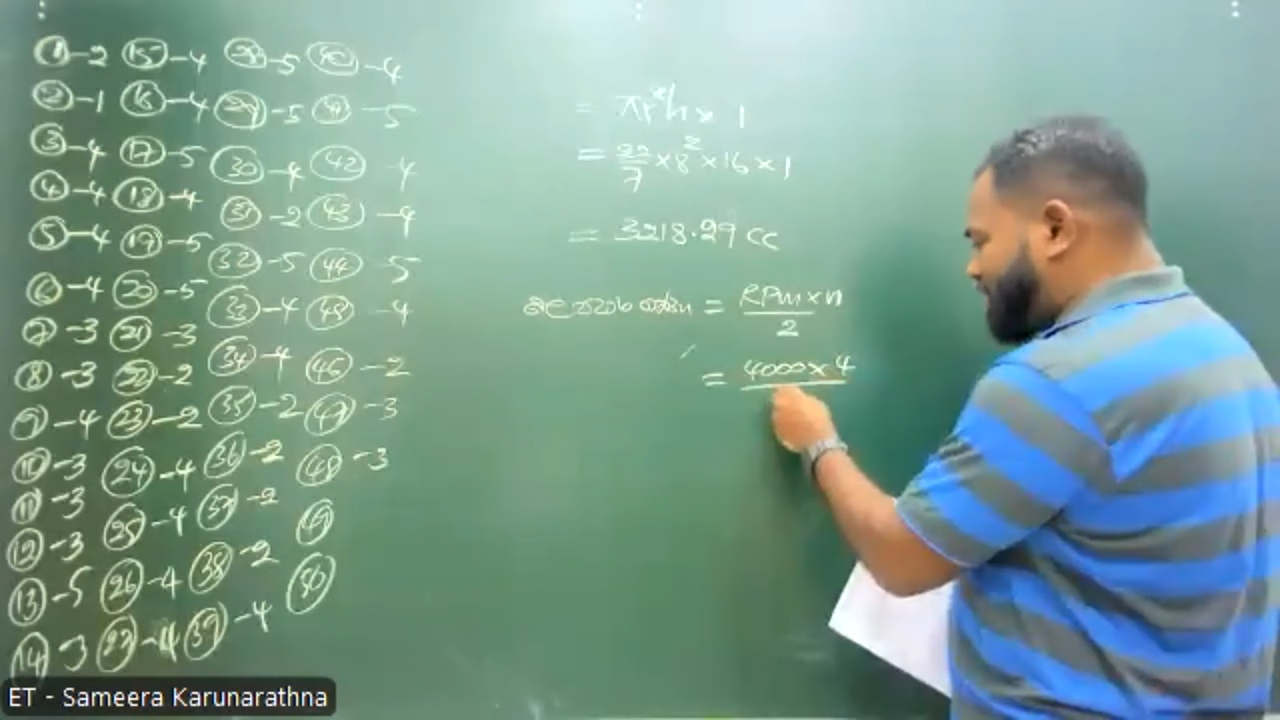 ①-2 ⑮-4 ㉘-5 ㊵-4
②-1 ⑯-4 ㉙-5 ㊶-5
③-4 ⑰-5 ㉚-4 ㊷ 4
④-4 ⑱-4 ㉛-2 ㊸-4
⑤-4 ⑲-5 ㉜-5 ㊹ 5
⑥-4 ⑳-5 ㉝-4 ㊺-4
⑦-3 ㉑-3 ㉞-4 ㊻-2
⑧-3 ㉒-2 ㉟-2 ㊼-3
⑨-4 ㉓-2 ㊱-2 ㊽-3
⑩-3 ㉔-4 ㊲-2 ㊾
⑪-3 ㉕-4 ㊳-2 ㊿
⑫-3 ㉖-4 ㊴-4
⑬-5 ㉗-4
⑭-3
= πr²h × 1
= 22/7 × 8² × 16 × 1
= 3218.29 cc
= RPM × n / 2
= 4000 × 4
ET - Sameera Karunarathna